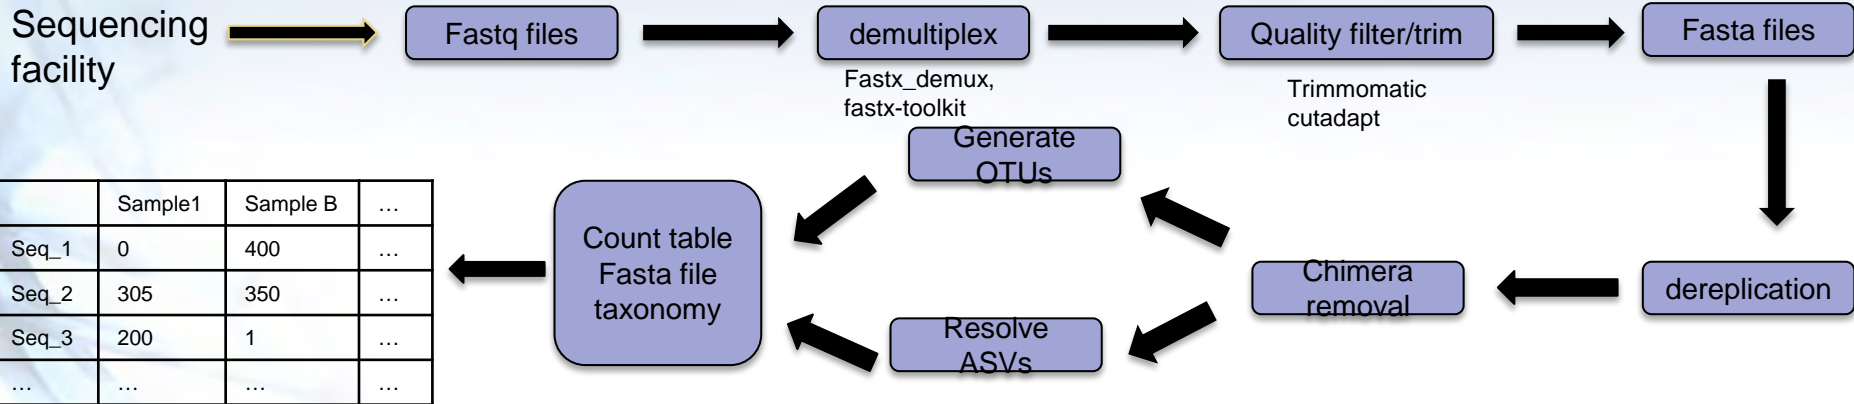 Sequencing
facility
Fastq files
demultiplex
Quality filter/trim
Fasta files
Fastx_demux,
fastx-toolkit
Trimmomatic
cutadapt
dereplication
Chimera
removal
Generate
OTUs
Resolve
ASVs
Count table
Fasta file
taxonomy
Sample1 Sample B …
Seq_1 0 400 …
Seq_2 305 350 …
Seq_3 200 1 …
… … … …